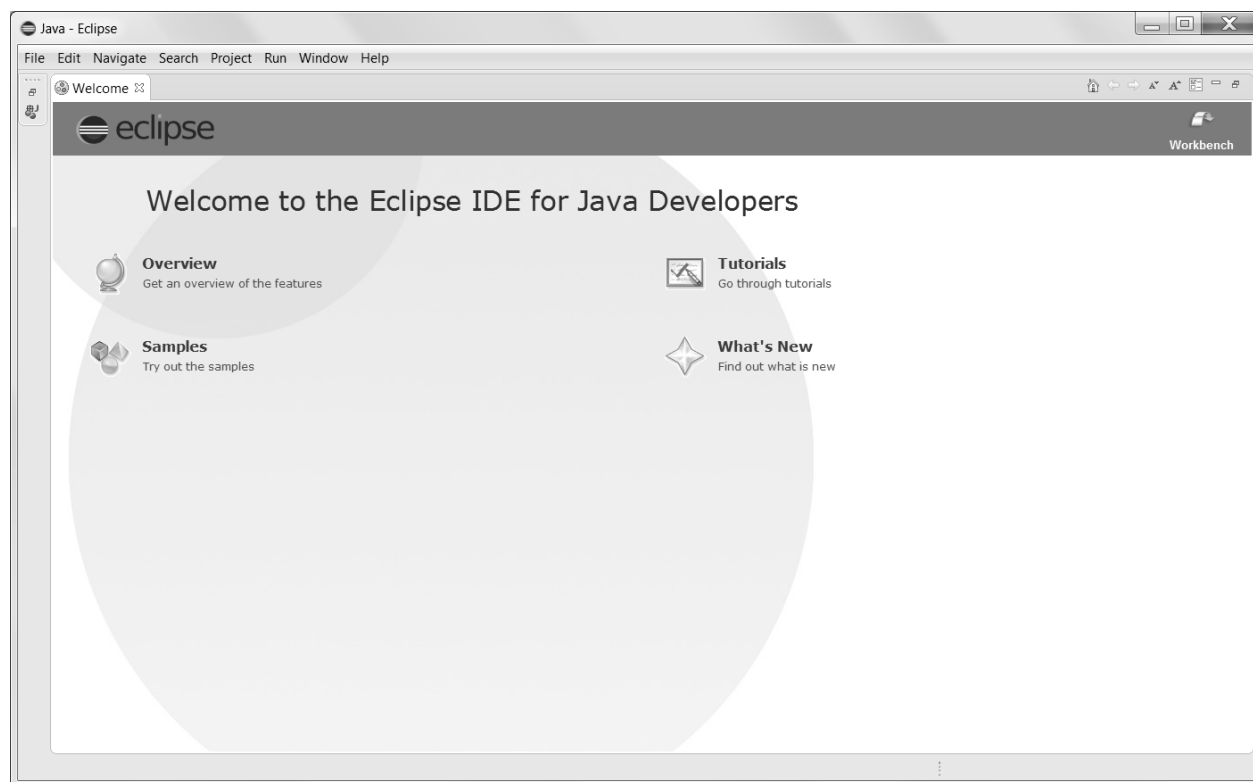 Java - Eclipse
File Edit Navigate Search Project Run Window Help
Welcome
eclipse
Workbench
Welcome to the Eclipse IDE for Java Developers
Overview
Get an overview of the features
Tutorials
Go through tutorials
Samples
Try out the samples
What's New
Find out what is new